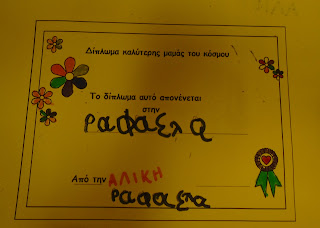 Δίπλωμα καλύτερης μαμάς του κόσμου
Το δίπλωμα αυτό απονέμεται
στην
ραφαελα
Από την ΑΛΙΚΗ
ραφαελα